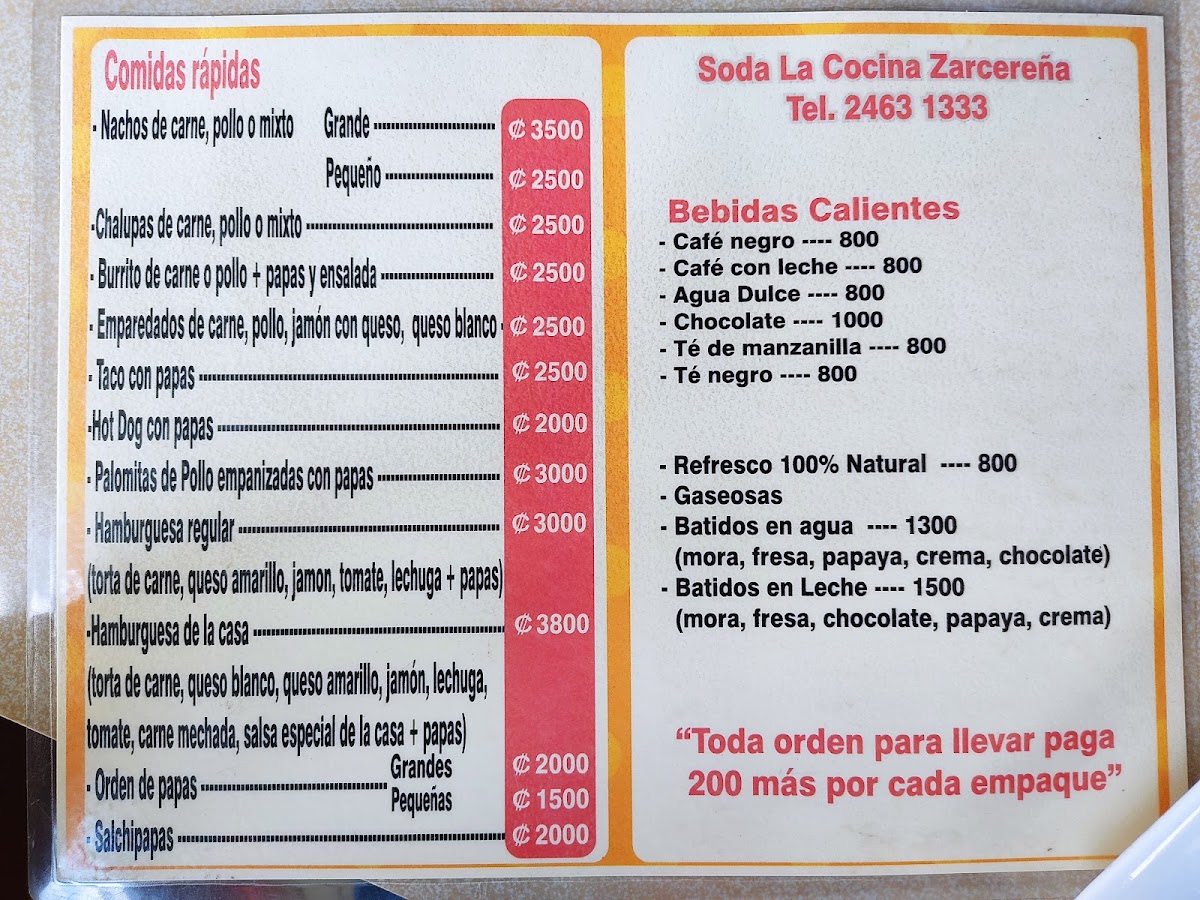 Comidas rápidas
- Nachos de carne, pollo o mixto Grande ---------------- ₡ 3500
Pequeño ---------------- ₡ 2500
-Chalupas de carne, pollo o mixto ---------------- ₡ 2500
- Burrito de carne o pollo + papas y ensalada ---------------- ₡ 2500
- Emparedados de carne, pollo, jamón con queso, queso blanco - ₡ 2500
- Taco con papas ---------------- ₡ 2500
-Hot Dog con papas ---------------- ₡ 2000
- Palomitas de Pollo empanizadas con papas ---------------- ₡ 3000
- Hamburguesa regular ---------------- ₡ 3000
(torta de carne, queso amarillo, jamon, tomate, lechuga + papas)
-Hamburguesa de la casa ---------------- ₡ 3800
(torta de carne, queso blanco, queso amarillo, jamón, lechuga,
tomate, carne mechada, salsa especial de la casa + papas)
- Orden de papas ---------------- Grandes ₡ 2000
Pequeñas ₡ 1500
- Salchipapas ---------------- ₡ 2000
Soda La Cocina Zarcereña
Tel. 2463 1333
Bebidas Calientes
- Café negro ---- 800
- Café con leche ---- 800
- Agua Dulce ---- 800
- Chocolate ---- 1000
- Té de manzanilla ---- 800
- Té negro ---- 800
- Refresco 100% Natural ---- 800
- Gaseosas
- Batidos en agua ---- 1300
(mora, fresa, papaya, crema, chocolate)
- Batidos en Leche ---- 1500
(mora, fresa, chocolate, papaya, crema)
“Toda orden para llevar paga
200 más por cada empaque”